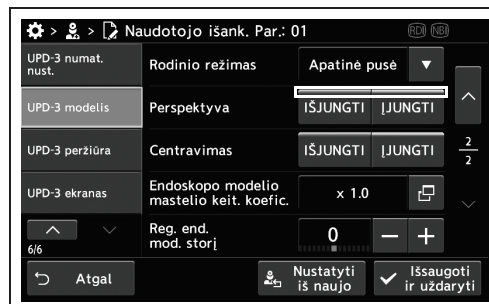 > > Naudotojo išank. Par.: 01 RDI NBI
UPD-3 numat.
nust.
Rodinio režimas Apatinė pusė ▼
UPD-3 modelis
Perspektyva IŠJUNGTI ĮJUNGTI
UPD-3 peržiūra
Centravimas IŠJUNGTI ĮJUNGTI
2
2
UPD-3 ekranas
Endoskopo modelio
mastelio keit. koefic.
x 1.0
6/6
Reg. end.
mod. storį
0 − +
Atgal
Nustatyti
iš naujo
Išsaugoti
ir uždaryti